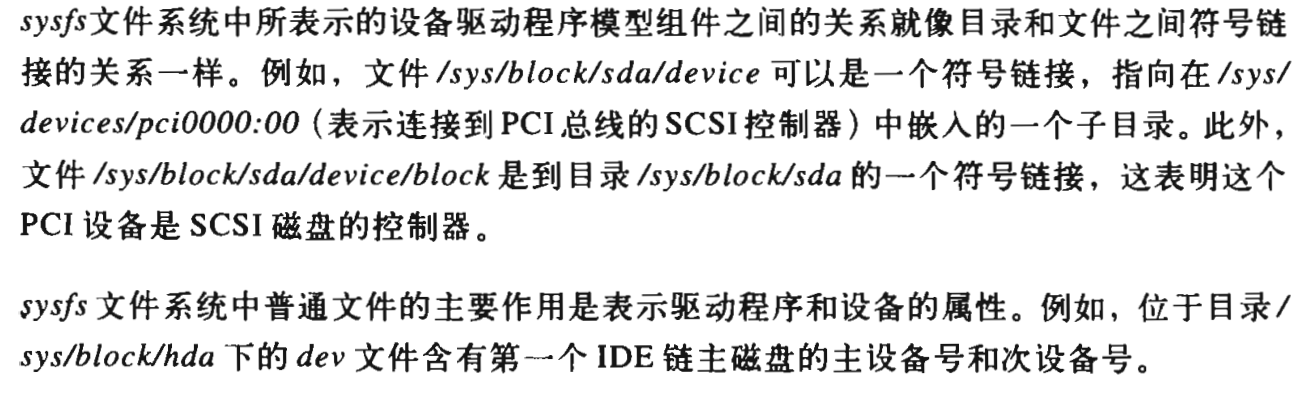 sysfs文件系统中所表示的设备驱动程序模型组件之间的关系就像目录和文件之间符号链
接的关系一样。例如，文件 /sys/block/sda/device 可以是一个符号链接，指向在 /sys/
devices/pci0000:00（表示连接到 PCI 总线的 SCSI 控制器）中嵌入的一个子目录。此外，
文件 /sys/block/sda/device/block 是到目录 /sys/block/sda 的一个符号链接，这表明这个
PCI 设备是 SCSI 磁盘的控制器。
sysfs 文件系统中普通文件的主要作用是表示驱动程序和设备的属性。例如，位于目录 /
sys/block/hda 下的 dev 文件含有第一个 IDE 链主磁盘的主设备号和次设备号。